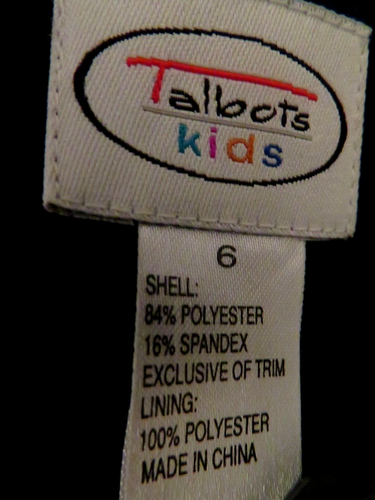 Talbots
kids
6
SHELL:
84% POLYESTER
16% SPANDEX
EXCLUSIVE OF TRIM
LINING:
100% POLYESTER
MADE IN CHINA